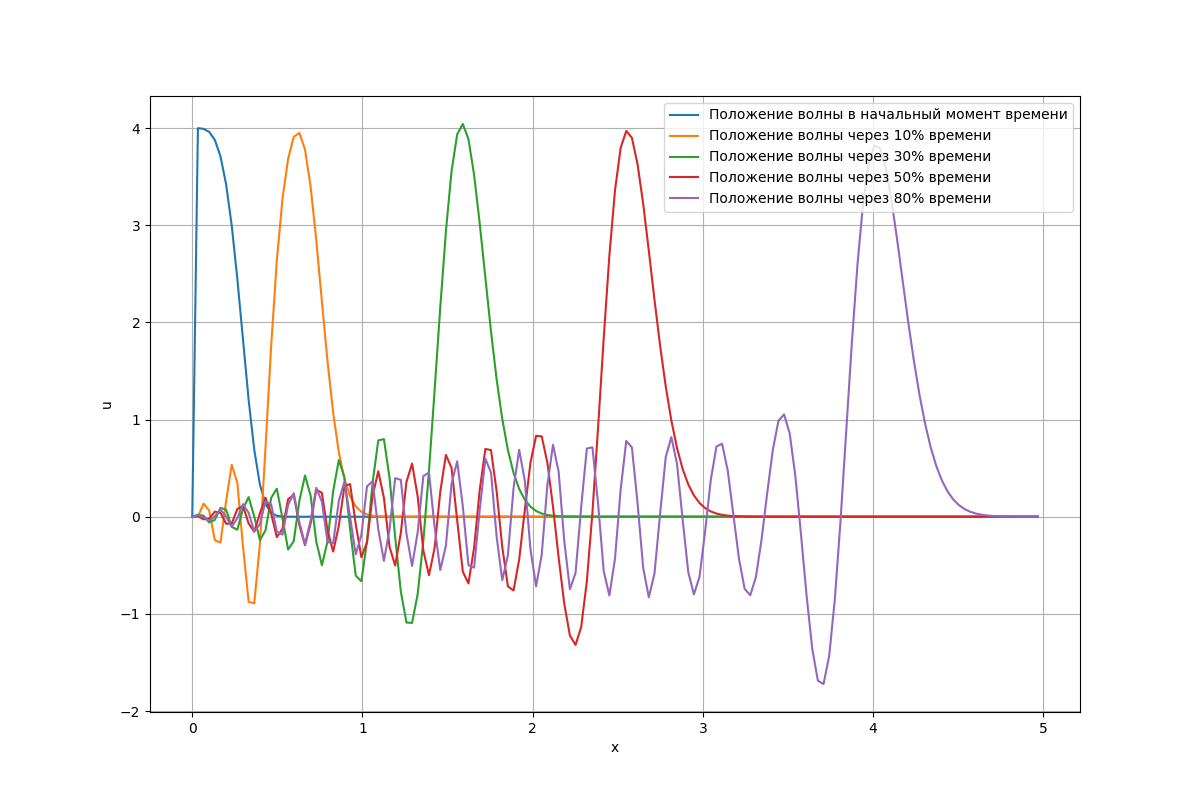 Положение волны в начальный момент времени
Положение волны через 10% времени
Положение волны через 30% времени
Положение волны через 50% времени
Положение волны через 80% времени
4
3
2
1
0
−1
−2
u
0 1 2 3 4 5
x